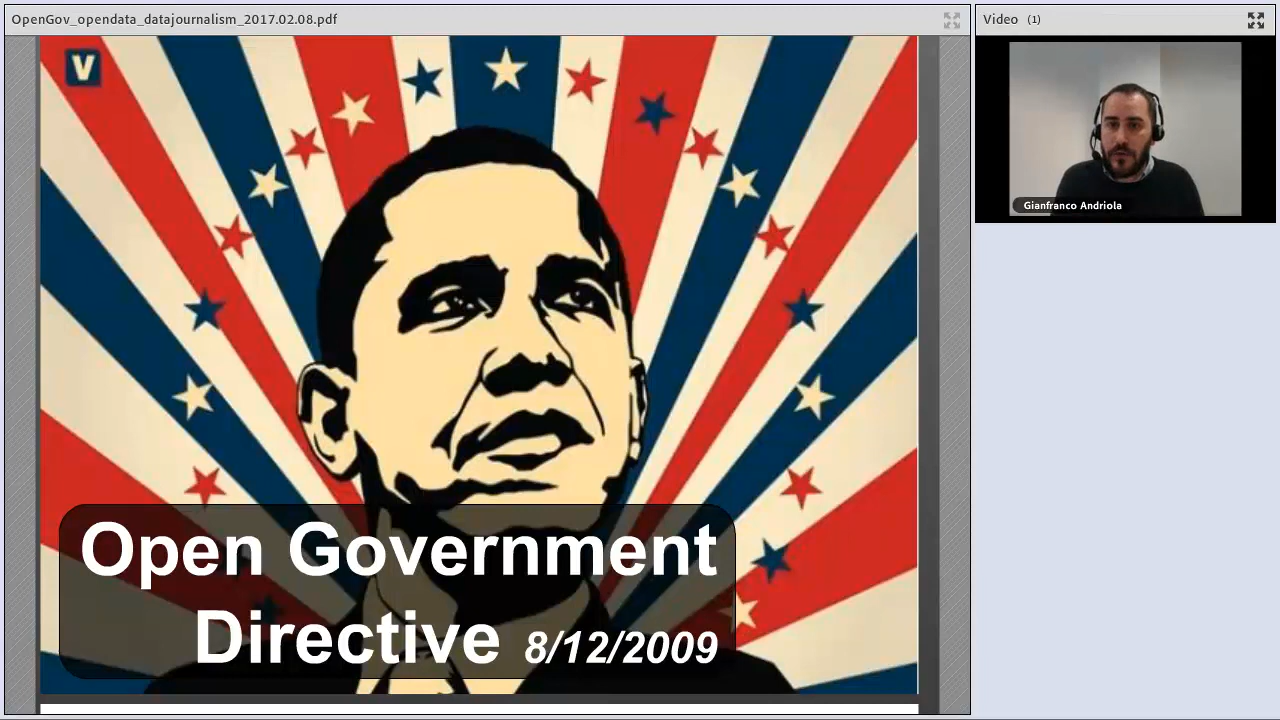 OpenGov_opendata_datajournalism_2017.02.08.pdf
Video (1)
V
Gianfranco Andriola
Open Government
Directive 8/12/2009